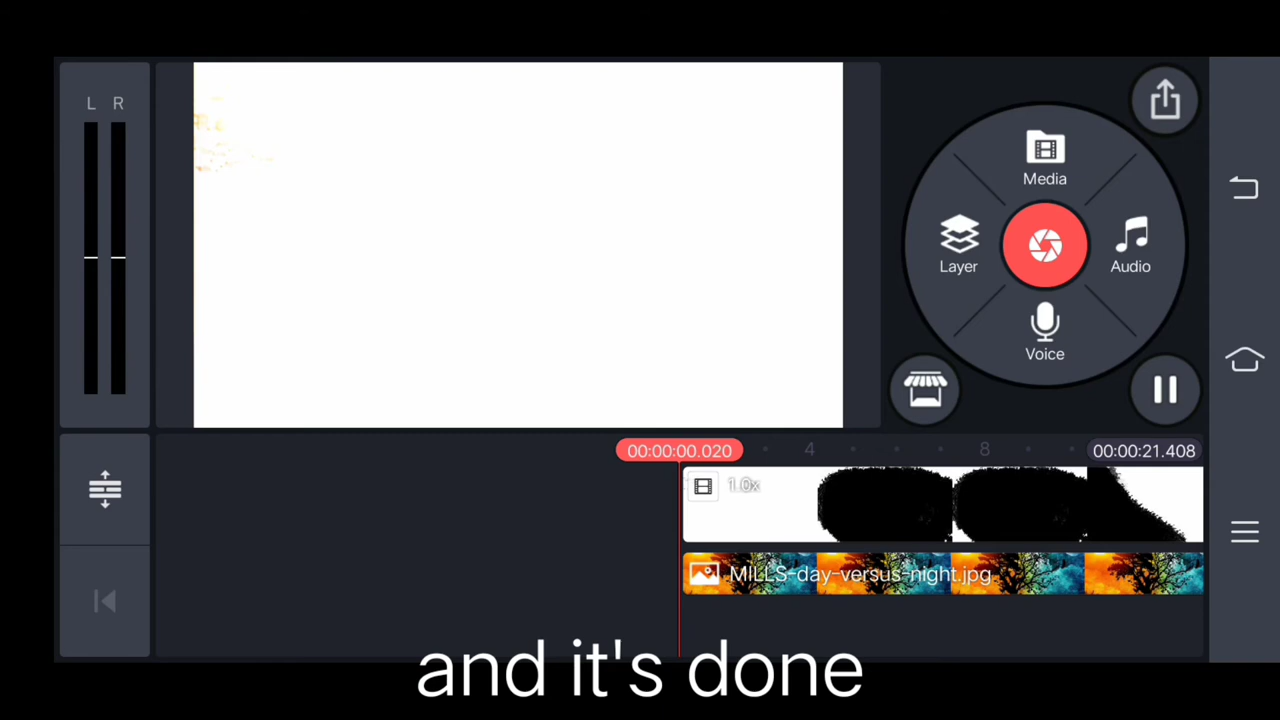 L R
Media
Layer
Audio
Voice
00:00:00.020
4
8
00:00:21.408
1.0x
MILLS-day-versus-night.jpg
and it's done